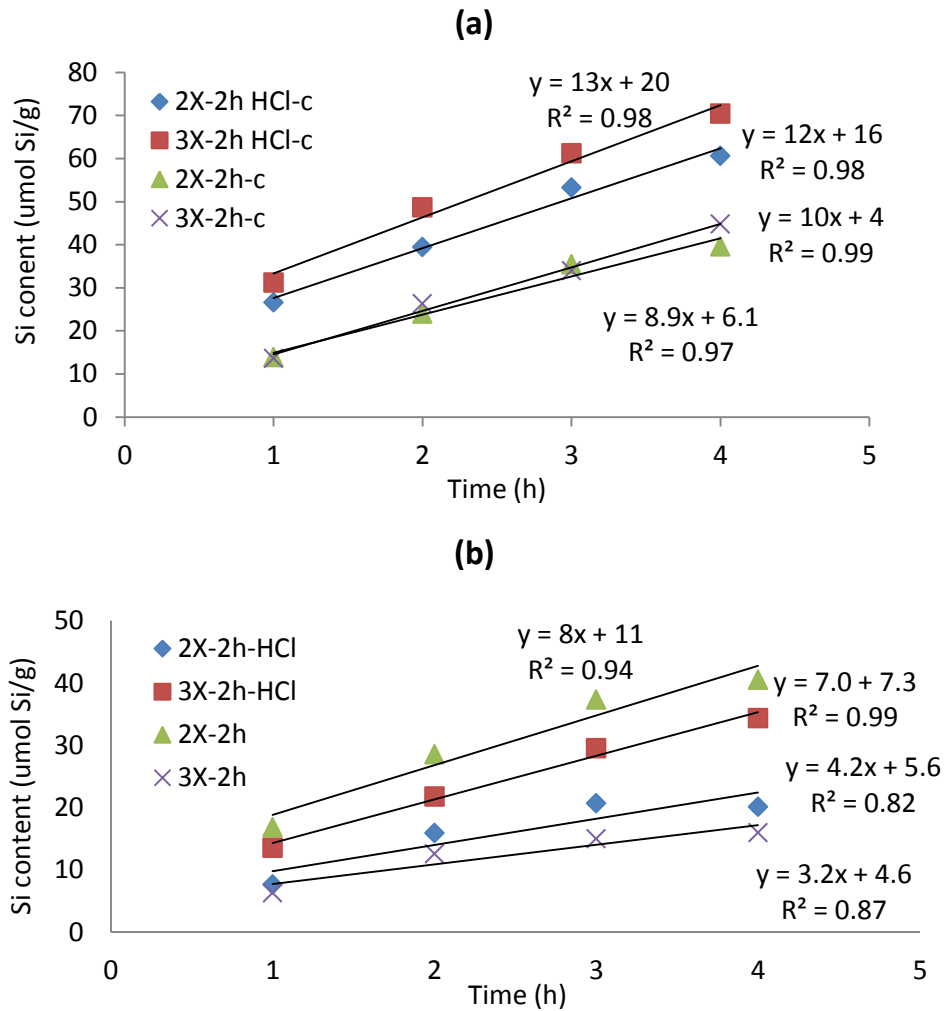 (a)
Si conent (umol Si/g)
80
70
60
50
40
30
20
10
0
2X-2h HCl-c
3X-2h HCl-c
2X-2h-c
3X-2h-c
y = 13x + 20
R² = 0.98
y = 12x + 16
R² = 0.98
y = 10x + 4
R² = 0.99
y = 8.9x + 6.1
R² = 0.97
0 1 2 3 4 5
Time (h)
(b)
Si content (umol Si/g)
50
40
30
20
10
0
2X-2h-HCl
3X-2h-HCl
2X-2h
3X-2h
y = 8x + 11
R² = 0.94
y = 7.0 + 7.3
R² = 0.99
y = 4.2x + 5.6
R² = 0.82
y = 3.2x + 4.6
R² = 0.87
0 1 2 3 4 5
Time (h)